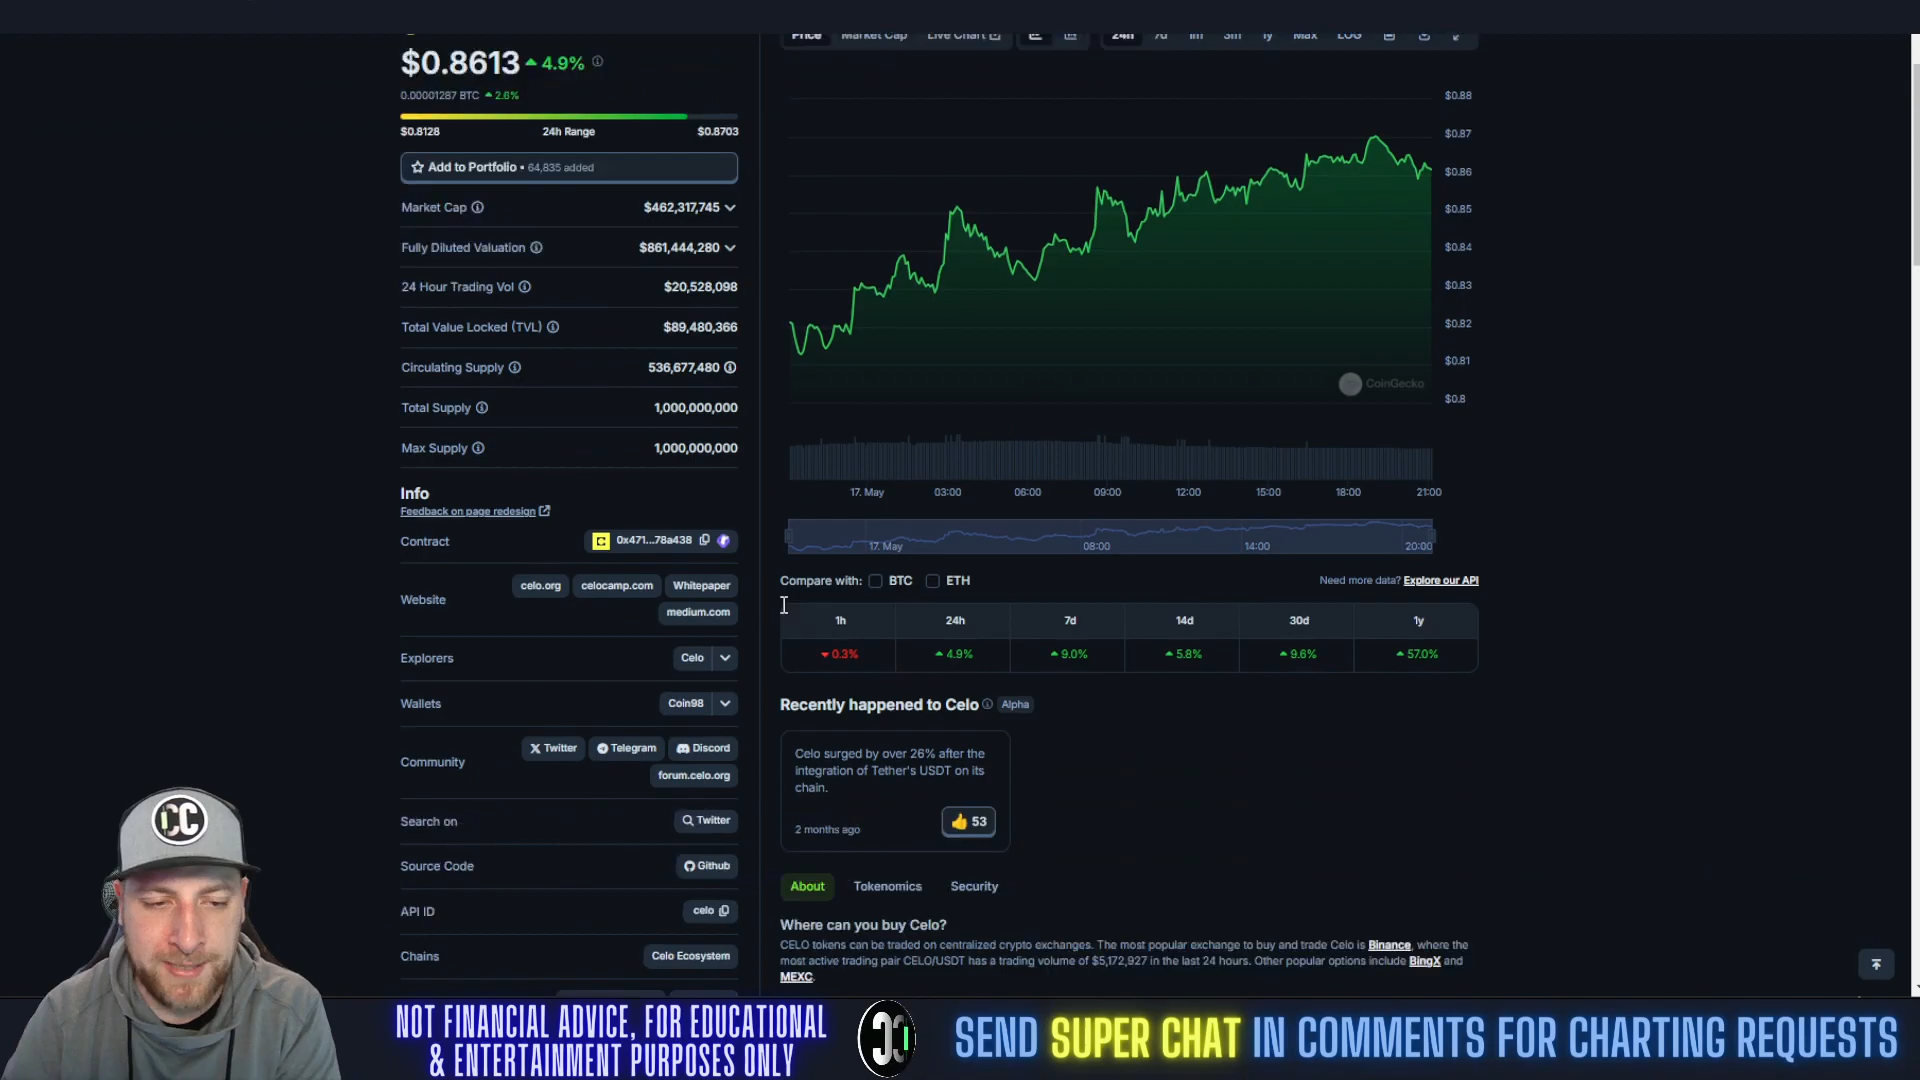 Price Market Cap Live Chart 24h 7d 1m 3m 1y Max LOG
$0.8613 4.9%
0.00001287 BTC 2.6%
$0.8128 24h Range $0.8703
Add to Portfolio • 64,835 added
Market Cap $462,317,745
Fully Diluted Valuation $861,444,280
24 Hour Trading Vol $20,528,098
Total Value Locked (TVL) $89,480,366
Circulating Supply 536,677,480
Total Supply 1,000,000,000
Max Supply 1,000,000,000
Info
Feedback on page redesign
Contract 0x471...78a438
Website celo.org celocamp.com Whitepaper
medium.com
Explorers Celo
Wallets Coin98
Community Twitter Telegram Discord
forum.celo.org
Search on Twitter
Source Code Github
API ID celo
Chains Celo Ecosystem
$0.88
$0.87
$0.86
$0.85
$0.84
$0.83
$0.82
$0.81
$0.8
CoinGecko
17. May 03:00 06:00 09:00 12:00 15:00 18:00 21:00
17. May 08:00 14:00 20:00
Compare with: BTC ETH
Need more data? Explore our API
1h 24h 7d 14d 30d 1y
0.3% 4.9% 9.0% 5.8% 9.6% 57.0%
Recently happened to Celo Alpha
Celo surged by over 26% after the
integration of Tether's USDT on its
chain.
2 months ago 53
About Tokenomics Security
Where can you buy Celo?
CELO tokens can be traded on centralized crypto exchanges. The most popular exchange to buy and trade Celo is Binance, where the
most active trading pair CELO/USDT has a trading volume of $5,172,927 in the last 24 hours. Other popular options include BingX and
MEXC.
CC
NOT FINANCIAL ADVICE, FOR EDUCATIONAL
& ENTERTAINMENT PURPOSES ONLY
SEND SUPER CHAT IN COMMENTS FOR CHARTING REQUESTS